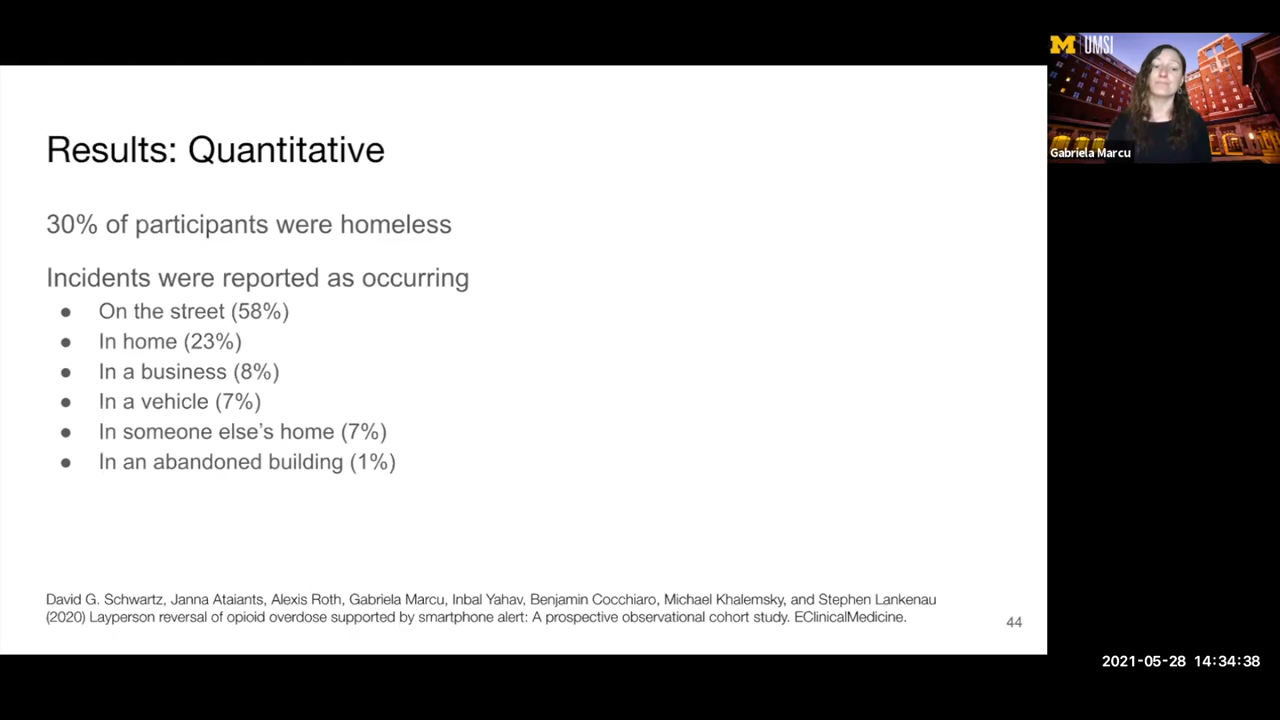 Results: Quantitative
30% of participants were homeless
Incidents were reported as occurring
● On the street (58%)
● In home (23%)
● In a business (8%)
● In a vehicle (7%)
● In someone else’s home (7%)
● In an abandoned building (1%)
David G. Schwartz, Janna Ataiants, Alexis Roth, Gabriela Marcu, Inbal Yahav, Benjamin Cocchiaro, Michael Khalemsky, and Stephen Lankenau
(2020) Layperson reversal of opioid overdose supported by smartphone alert: A prospective observational cohort study. EClinicalMedicine.
44
M UMSI
Gabriela Marcu
2021-05-28 14:34:38